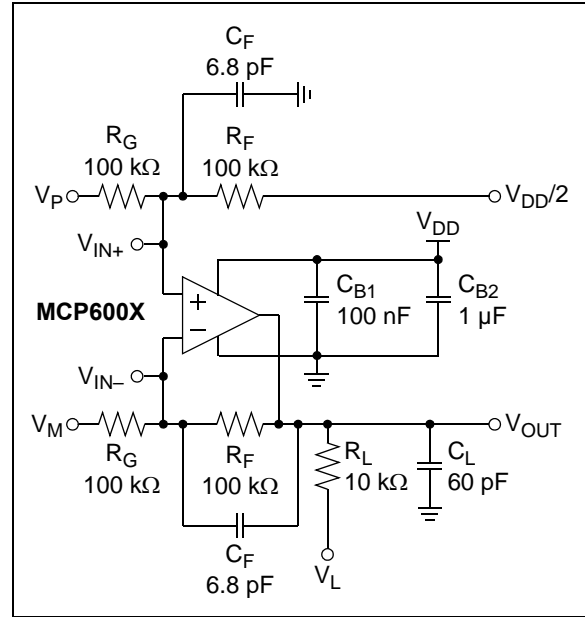 C_F
6.8 pF
R_G
100 kΩ
R_F
100 kΩ
V_P
V_DD/2
V_DD
V_IN+
C_B1
100 nF
C_B2
1 µF
MCP600X
+
–
V_IN–
V_M
V_OUT
R_G
100 kΩ
R_F
100 kΩ
R_L
10 kΩ
C_L
60 pF
C_F
6.8 pF
V_L